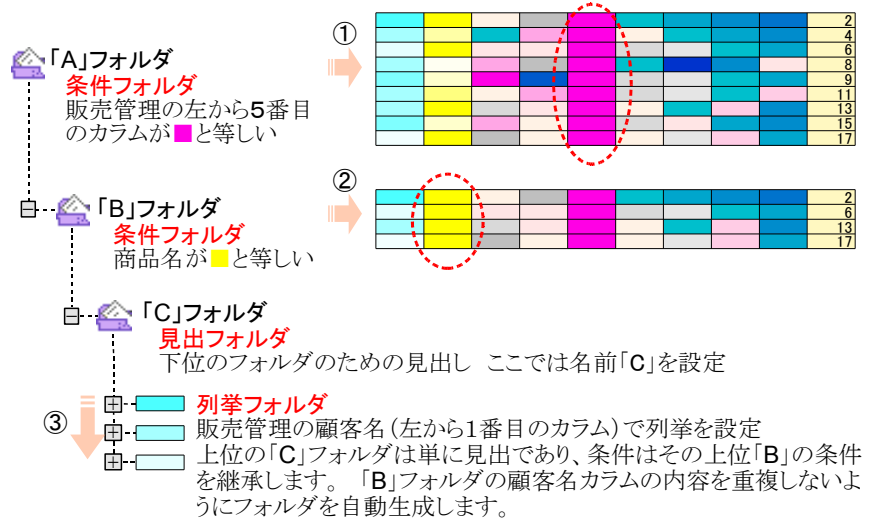 ①
2
4
6
8
9
11
13
15
17
「A」フォルダ
条件フォルダ
販売管理の左から5番目
のカラムが■と等しい
②
2
6
13
17
「B」フォルダ
条件フォルダ
商品名が■と等しい
「C」フォルダ
見出フォルダ
下位のフォルダのための見出し ここでは名前「C」を設定
③
列挙フォルダ
販売管理の顧客名(左から1番目のカラム)で列挙を設定
上位の「C」フォルダは単に見出であり、条件はその上位「B」の条件
を継承します。 「B」フォルダの顧客名カラムの内容を重複しないよ
うにフォルダを自動生成します。